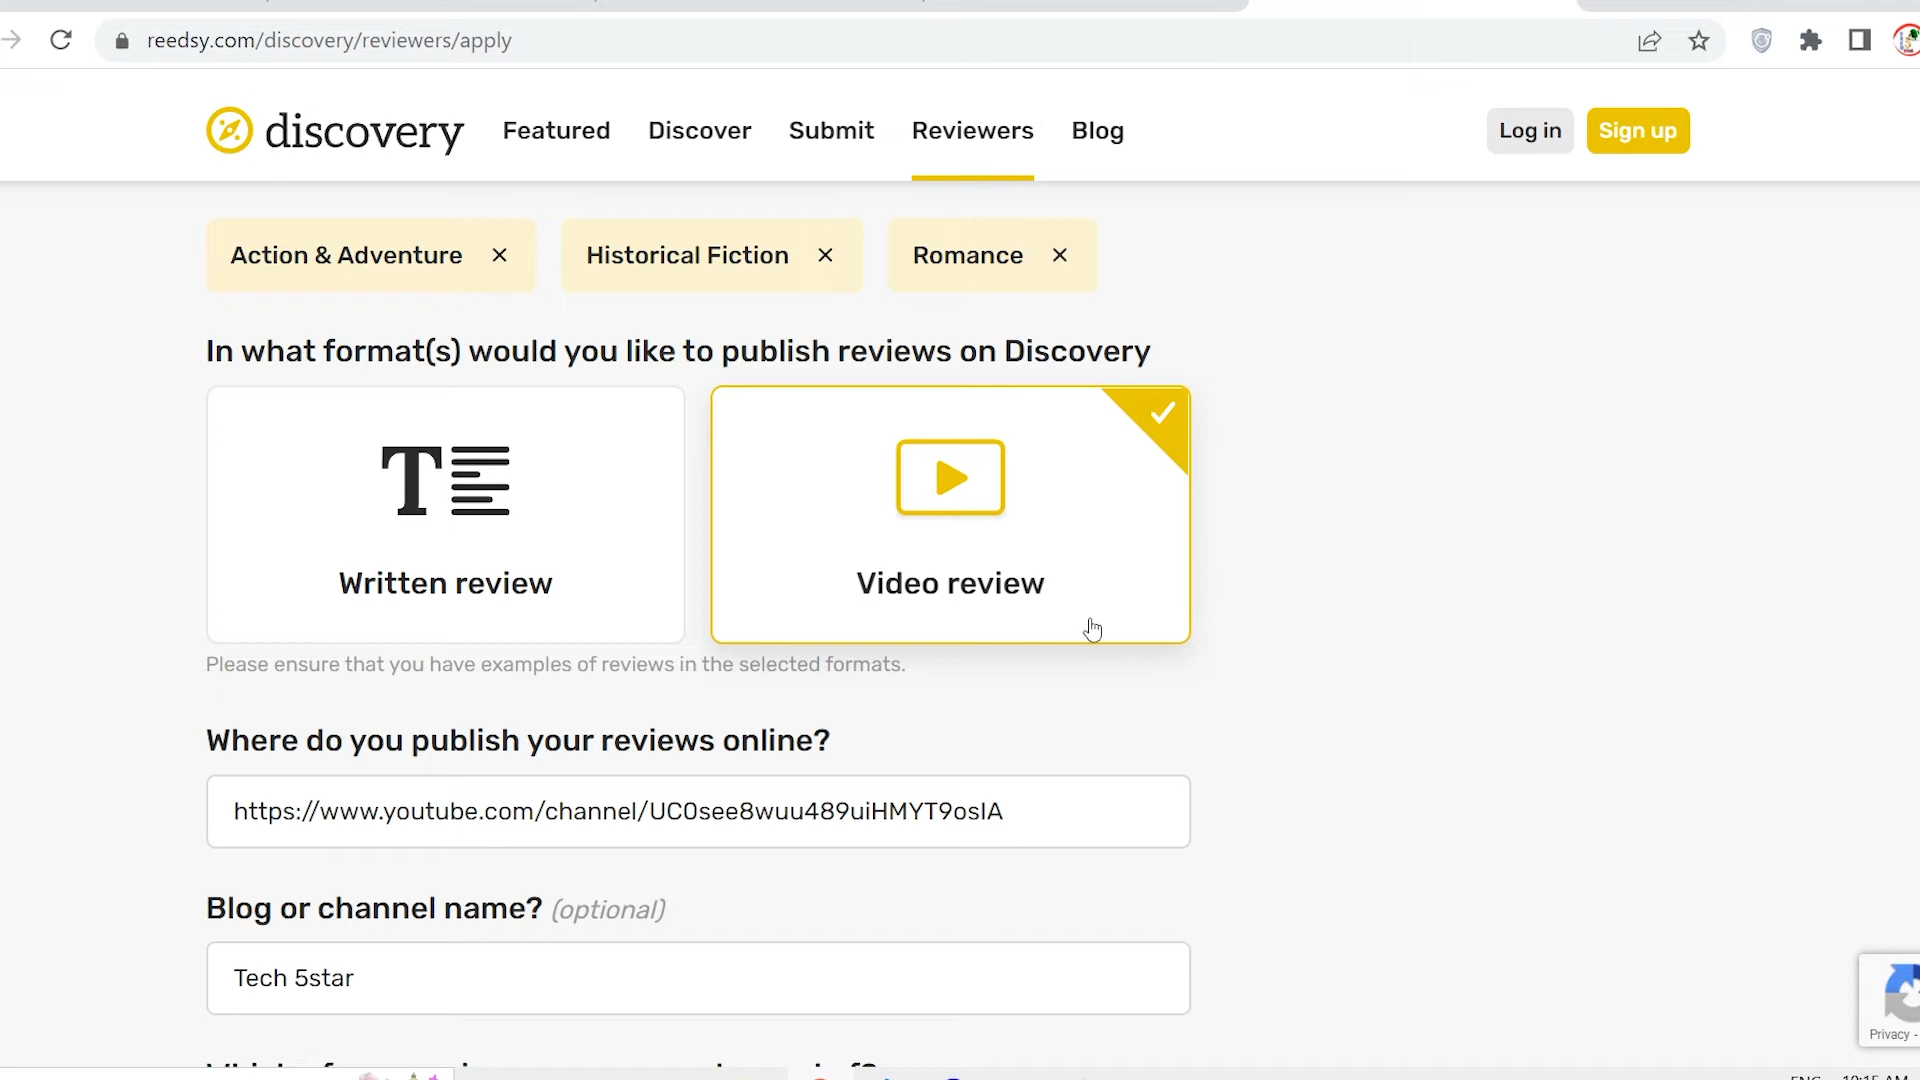 reedsy.com/discovery/reviewers/apply
discovery Featured Discover Submit Reviewers Blog Log in Sign up
Action & Adventure × Historical Fiction × Romance ×
In what format(s) would you like to publish reviews on Discovery
Written review Video review
Please ensure that you have examples of reviews in the selected formats.
Where do you publish your reviews online?
https://www.youtube.com/channel/UC0see8wuu489uiHMYT9osIA
Blog or channel name? (optional)
Tech 5star
Privacy -